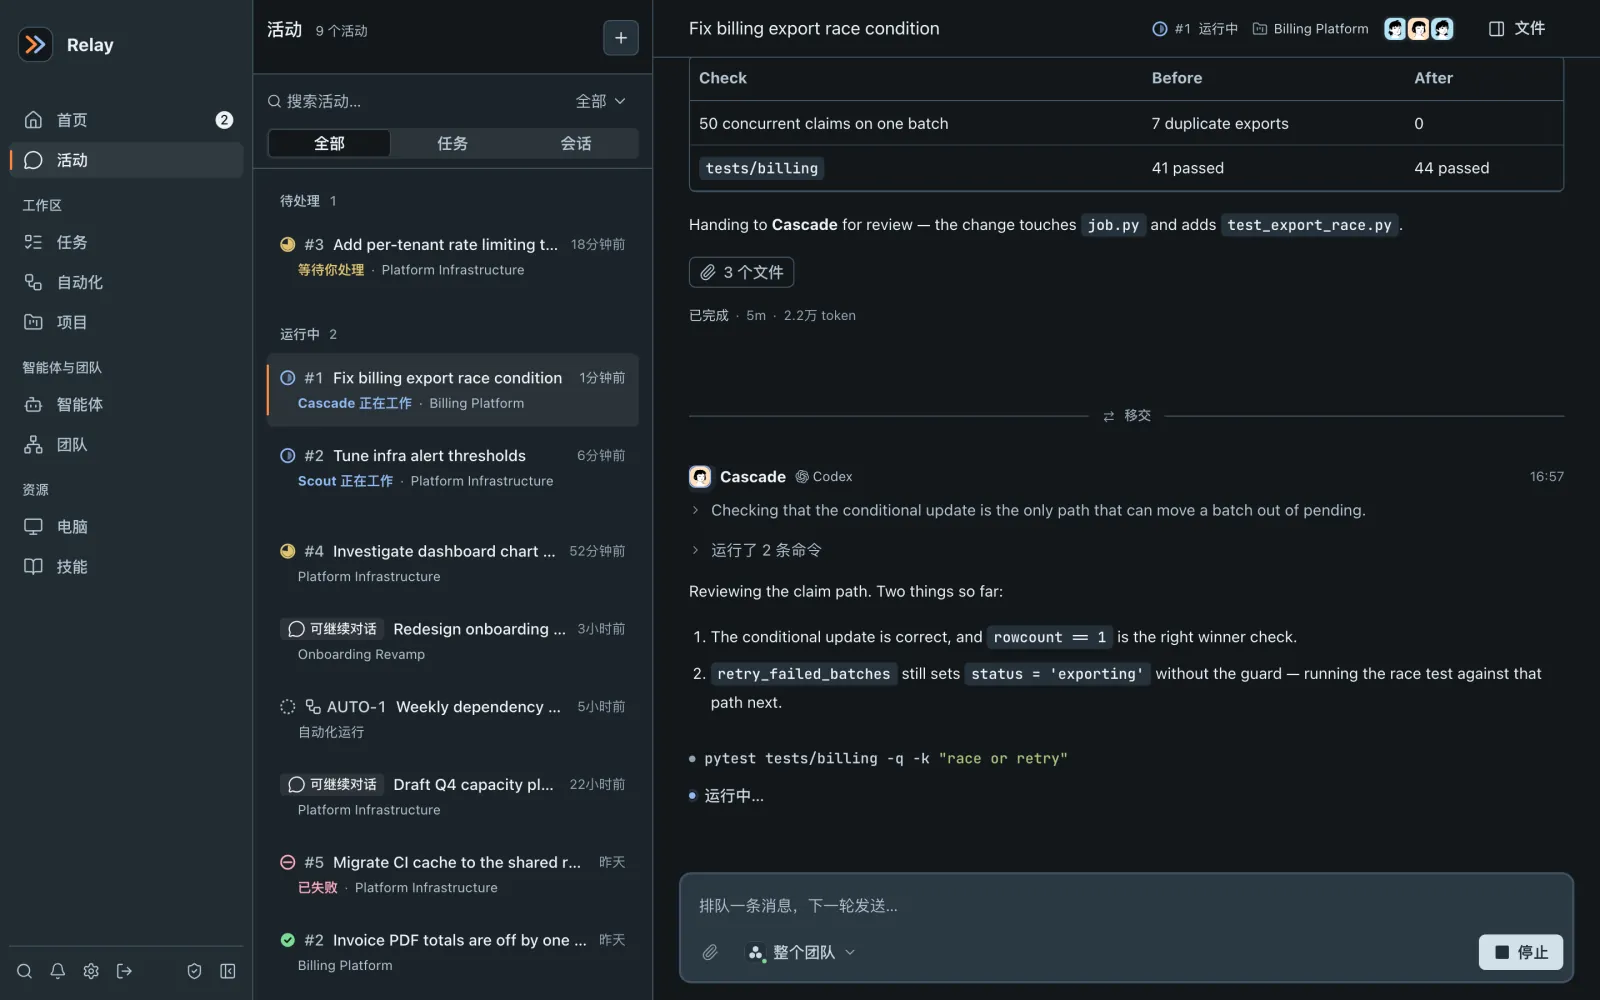 Relay
首页
2
活动
工作区
任务
自动化
项目
智能体与团队
智能体
团队
资源
电脑
技能
活动 9 个活动
搜索活动...
全部
全部
任务
会话
待处理 1
#3 Add per-tenant rate limiting t... 18分钟前
等待你处理 · Platform Infrastructure
运行中 2
#1 Fix billing export race condition 1分钟前
Cascade 正在工作 · Billing Platform
#2 Tune infra alert thresholds 6分钟前
Scout 正在工作 · Platform Infrastructure
#4 Investigate dashboard chart ... 52分钟前
Platform Infrastructure
可继续对话 Redesign onboarding ... 3小时前
Onboarding Revamp
AUTO-1 Weekly dependency ... 5小时前
自动化运行
可继续对话 Draft Q4 capacity pl... 22小时前
Platform Infrastructure
#5 Migrate CI cache to the shared r... 昨天
已失败 · Platform Infrastructure
#2 Invoice PDF totals are off by one ... 昨天
Billing Platform
Fix billing export race condition
#1 运行中
Billing Platform
文件
Check Before After
50 concurrent claims on one batch 7 duplicate exports 0
tests/billing 41 passed 44 passed
Handing to Cascade for review — the change touches job.py and adds test_export_race.py.
3 个文件
已完成 · 5m · 2.2万 token
移交
Cascade Codex 16:57
Checking that the conditional update is the only path that can move a batch out of pending.
运行了 2 条命令
Reviewing the claim path. Two things so far:
1. The conditional update is correct, and rowcount == 1 is the right winner check.
2. retry_failed_batches still sets status = 'exporting' without the guard — running the race test against that
path next.
pytest tests/billing -q -k "race or retry"
运行中...
排队一条消息，下一轮发送...
整个团队
停止